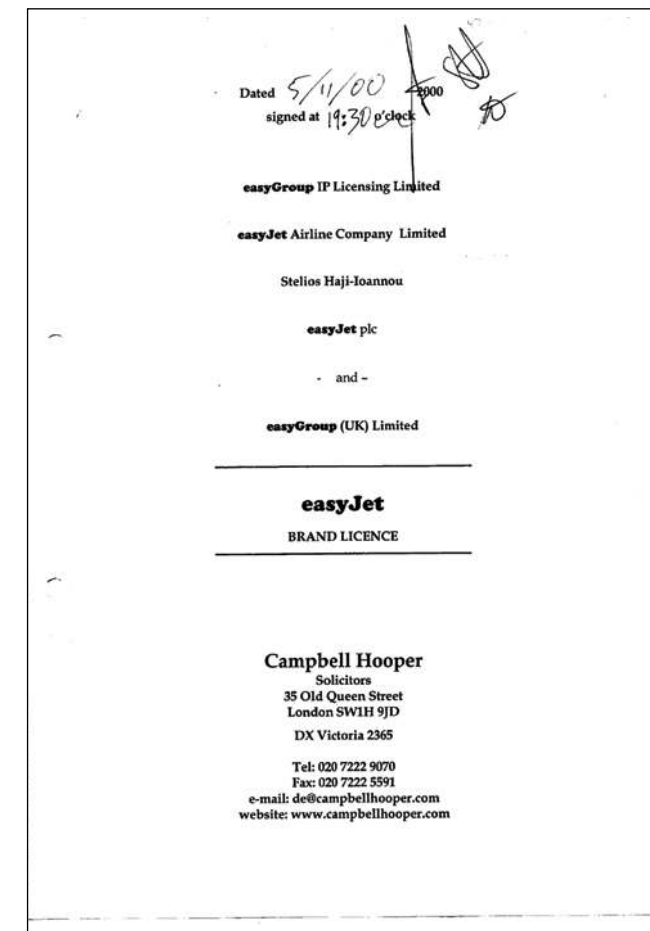 Dated 5/11/00 2000
signed at 19:30 o'clock
easyGroup IP Licensing Limited
easyJet Airline Company Limited
Stelios Haji-Ioannou
easyJet plc
- and –
easyGroup (UK) Limited
easyJet
BRAND LICENCE
Campbell Hooper
Solicitors
35 Old Queen Street
London SW1H 9JD
DX Victoria 2365
Tel: 020 7222 9070
Fax: 020 7222 5591
e-mail: de@campbellhooper.com
website: www.campbellhooper.com